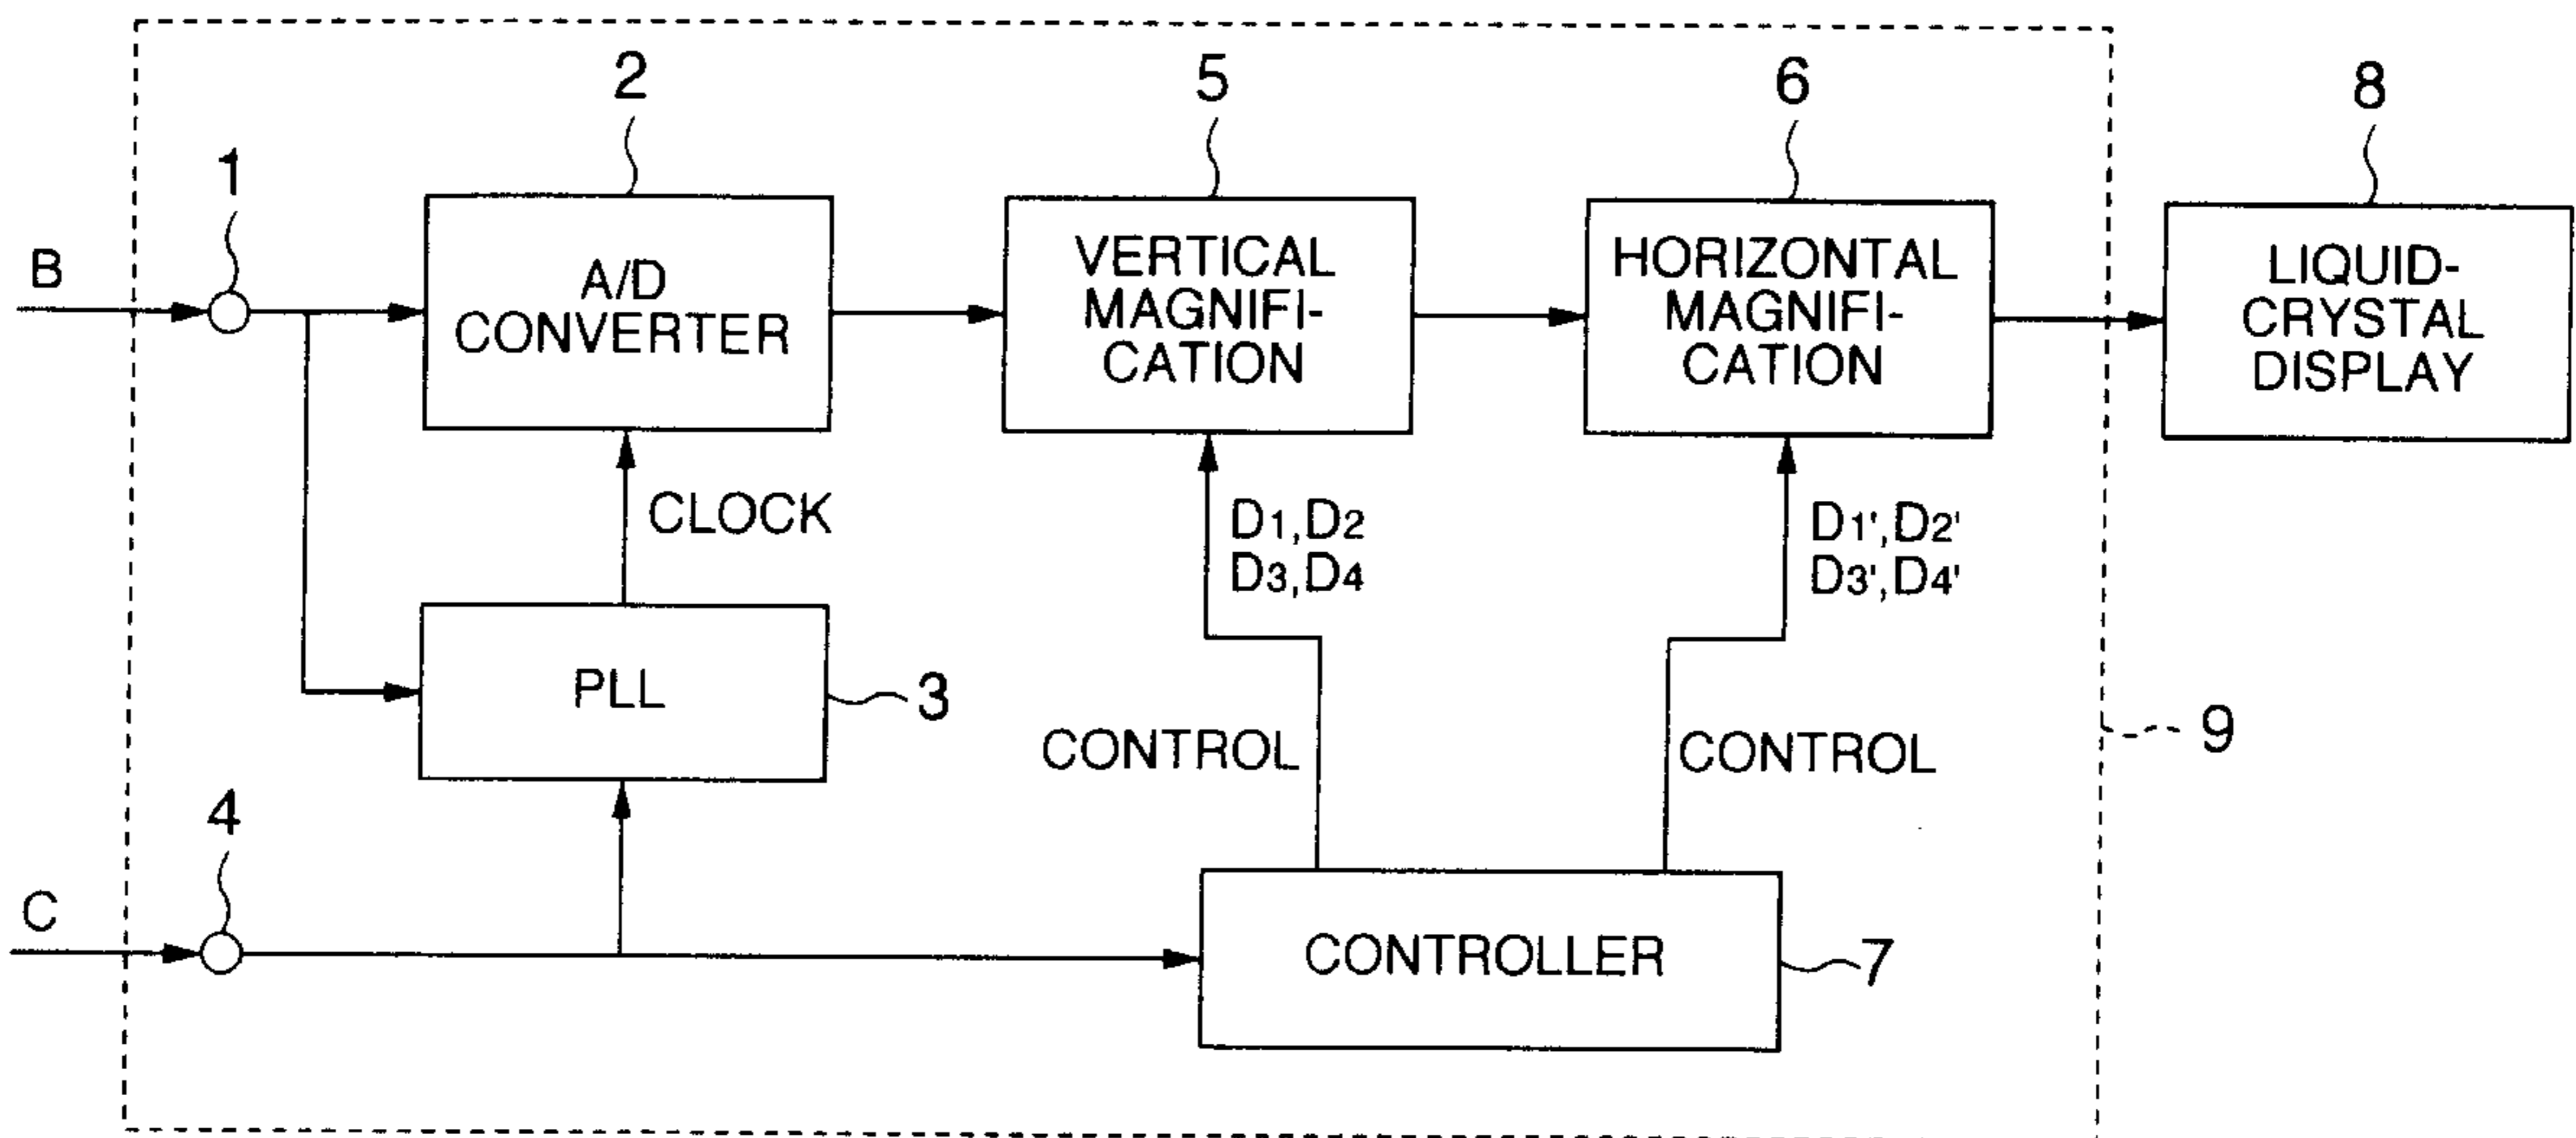 2
5
6
8
1
B
A/D
CONVERTER
VERTICAL
MAGNIFI-
CATION
HORIZONTAL
MAGNIFI-
CATION
LIQUID-
CRYSTAL
DISPLAY
CLOCK
D1,D2
D3,D4
D1',D2'
D3',D4'
PLL
3
CONTROL
CONTROL
9
4
C
CONTROLLER
7